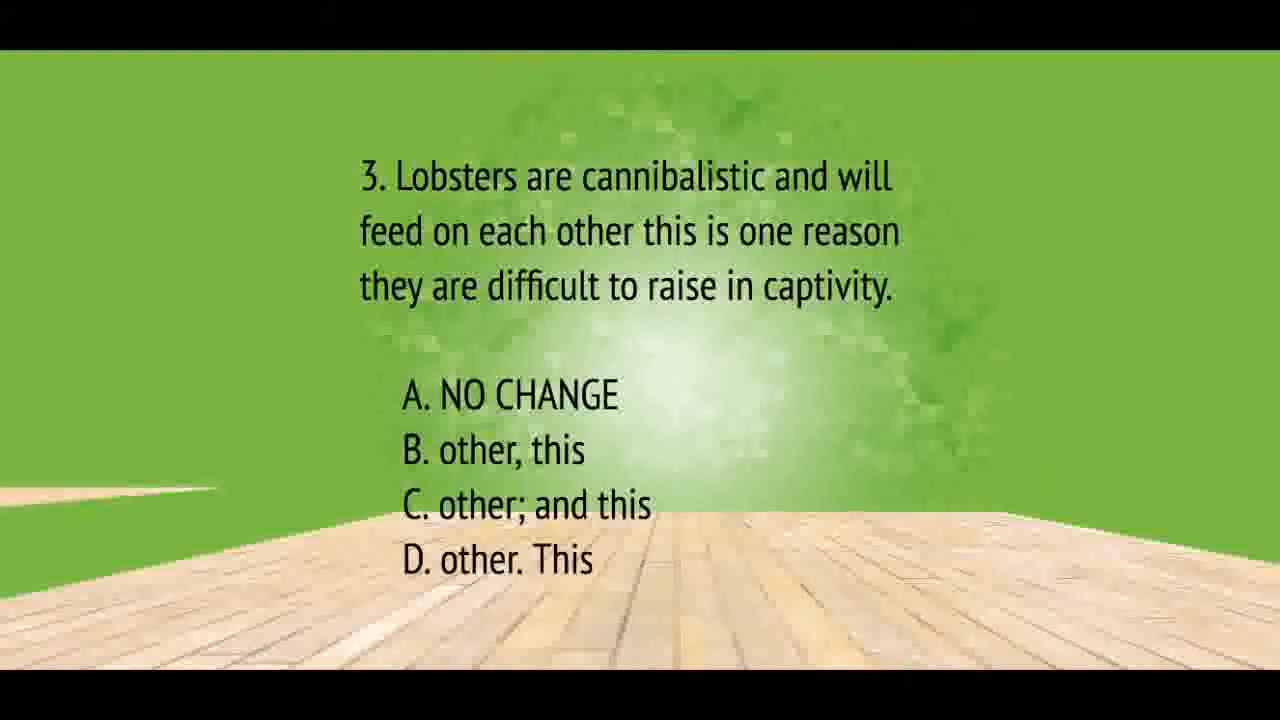 3. Lobsters are cannibalistic and will
feed on each other this is one reason
they are difficult to raise in captivity.
A. NO CHANGE
B. other, this
C. other; and this
D. other. This